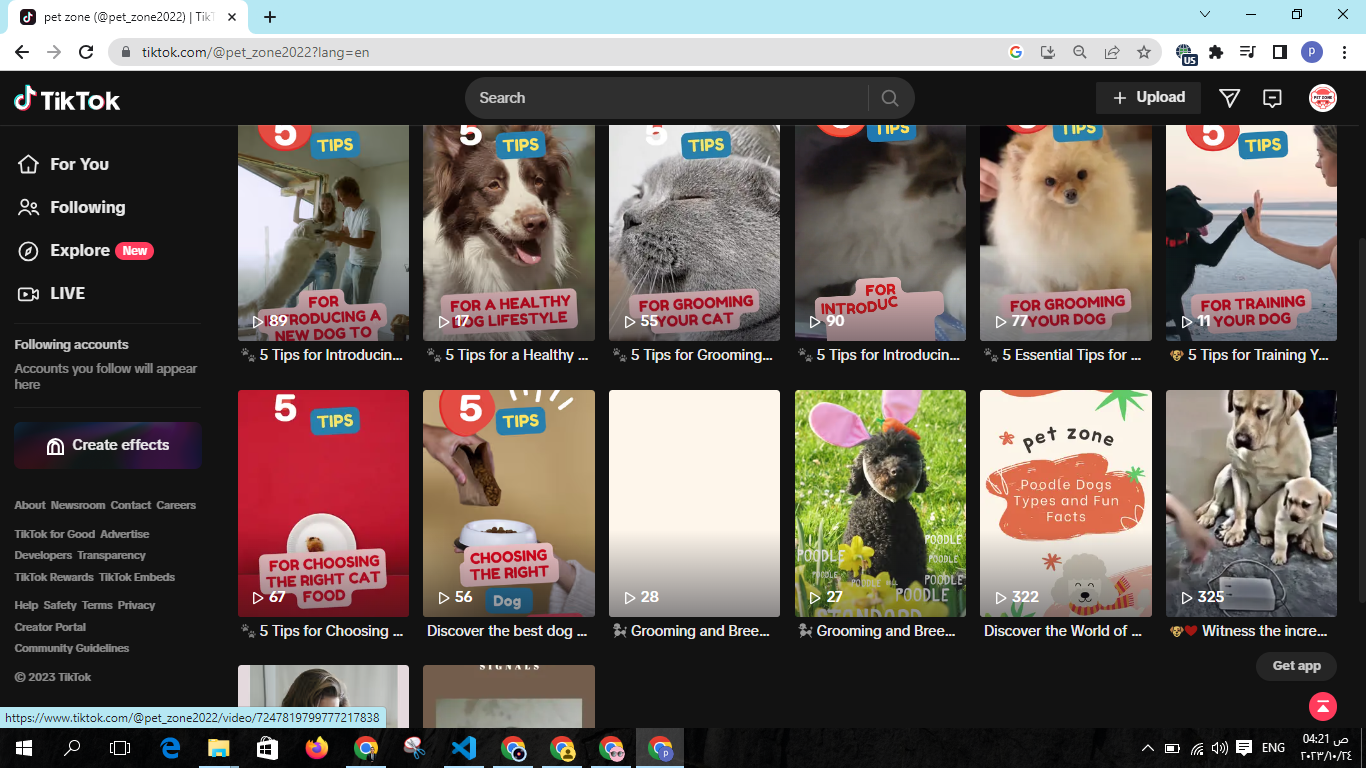 pet zone (@pet_zone2022) | TikT
tiktok.com/@pet_zone2022?lang=en
US
P
TikTok
Search
Upload
PET ZONE
For You
Following
Explore New
LIVE
Following accounts
Accounts you follow will appear
here
Create effects
About Newsroom Contact Careers
TikTok for Good Advertise
Developers Transparency
TikTok Rewards TikTok Embeds
Help Safety Terms Privacy
Creator Portal
Community Guidelines
© 2023 TikTok
5 TIPS
FOR
INTRODUCING A
NEW DOG TO
89
🐾 5 Tips for Introducin...
5 TIPS
FOR A HEALTHY
DOG LIFESTYLE
17
🐾 5 Tips for a Healthy ...
5 TIPS
FOR GROOMING
YOUR CAT
55
🐾 5 Tips for Grooming...
TIPS
FOR
INTRODUC
90
🐾 5 Tips for Introducin...
TIPS
FOR GROOMING
YOUR DOG
77
🐾 5 Essential Tips for ...
5 TIPS
FOR TRAINING
YOUR DOG
11
🐶 5 Tips for Training Y...
5 TIPS
FOR CHOOSING
THE RIGHT CAT
FOOD
67
🐾 5 Tips for Choosing ...
5 TIPS
CHOOSING
THE RIGHT
Dog
56
Discover the best dog ...
28
🐩 Grooming and Bree...
POODLE
POODLE
POODLE
POODLE
POODLE
POODLE
STANDARD
27
🐩 Grooming and Bree...
pet zone
Poodle Dogs
Types and Fun
Facts
322
Discover the World of ...
325
🐶❤️ Witness the incre...
SIGNALS
Get app
https://www.tiktok.com/@pet_zone2022/video/7247819799777217838
P
ENG
04:21 ص
٢٠٢٣/١٠/٢٤